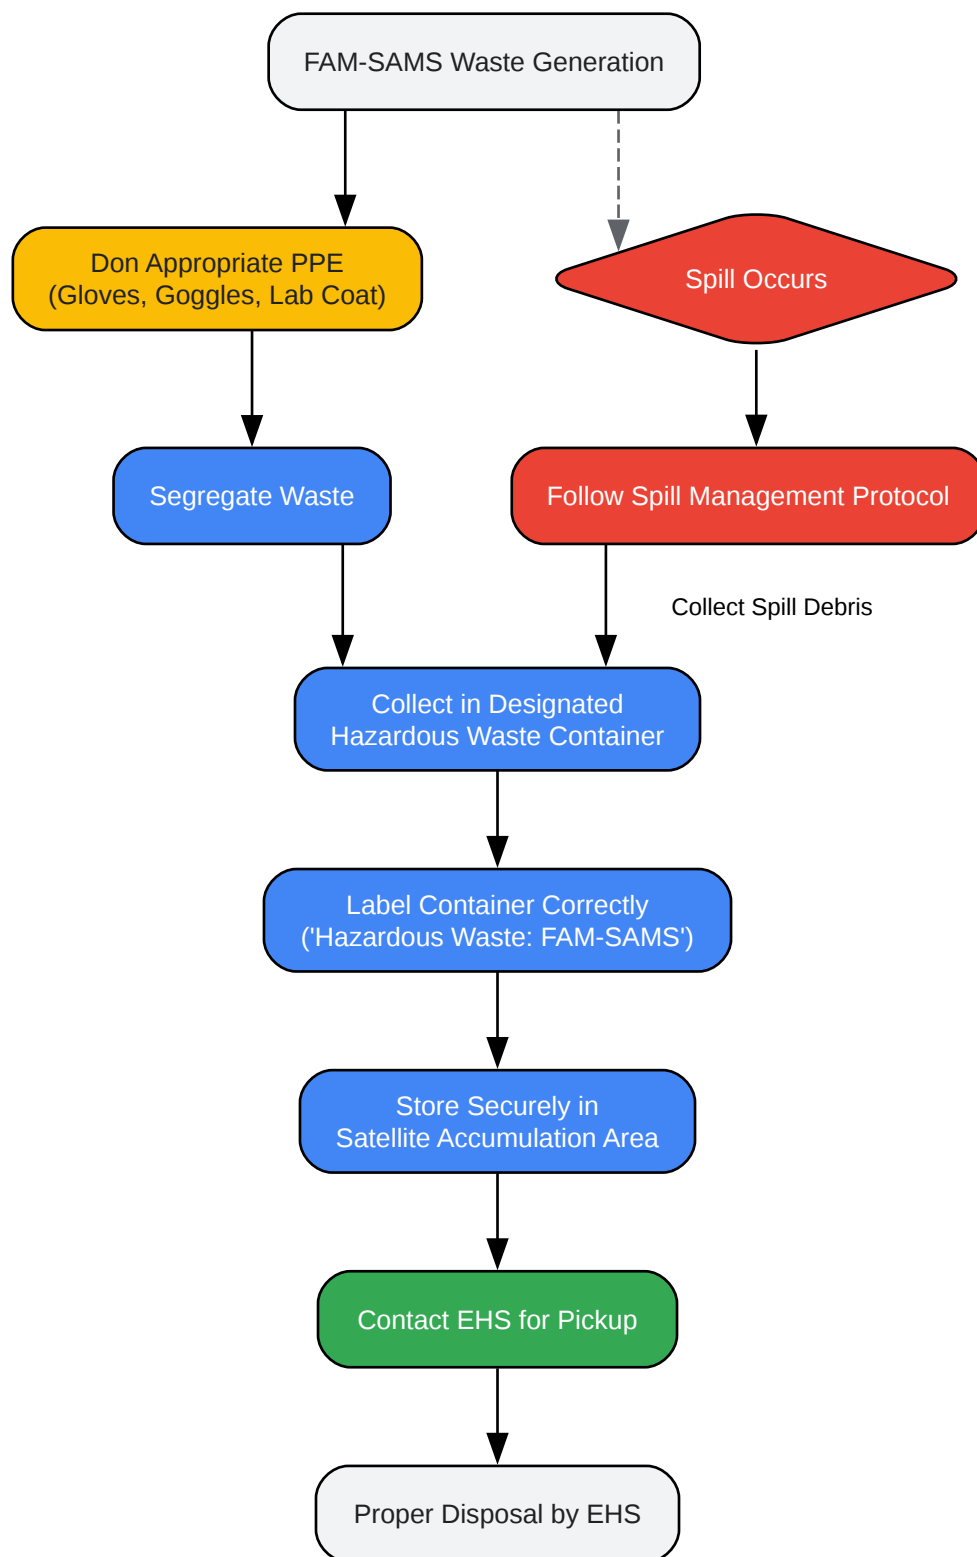 FAM-SAMS Waste Generation
Don Appropriate PPE
(Gloves, Goggles, Lab Coat)
Spill Occurs
Segregate Waste
Follow Spill Management Protocol
Collect Spill Debris
Collect in Designated
Hazardous Waste Container
Label Container Correctly
('Hazardous Waste: FAM-SAMS')
Store Securely in
Satellite Accumulation Area
Contact EHS for Pickup
Proper Disposal by EHS